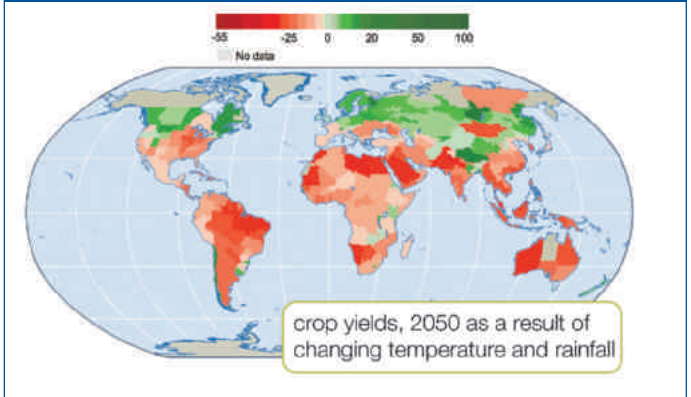 -55 -25 0 20 50 100
No data
crop yields, 2050 as a result of
changing temperature and rainfall